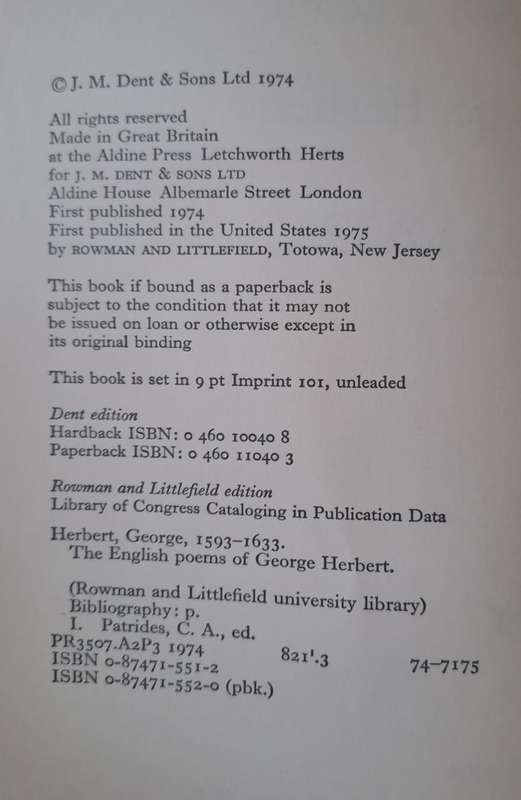 © J. M. Dent & Sons Ltd 1974
All rights reserved
Made in Great Britain
at the Aldine Press Letchworth Herts
for J. M. DENT & SONS LTD
Aldine House Albemarle Street London
First published 1974
First published in the United States 1975
by ROWMAN AND LITTLEFIELD, Totowa, New Jersey
This book if bound as a paperback is
subject to the condition that it may not
be issued on loan or otherwise except in
its original binding
This book is set in 9 pt Imprint 101, unleaded
Dent edition
Hardback ISBN: 0 460 10040 8
Paperback ISBN: 0 460 11040 3
Rowman and Littlefield edition
Library of Congress Cataloging in Publication Data
Herbert, George, 1593–1633.
The English poems of George Herbert.
(Rowman and Littlefield university library)
Bibliography: p.
I. Patrides, C. A., ed.
PR3507.A2P3 1974 821'.3 74–7175
ISBN 0-87471-551-2
ISBN 0-87471-552-0 (pbk.)